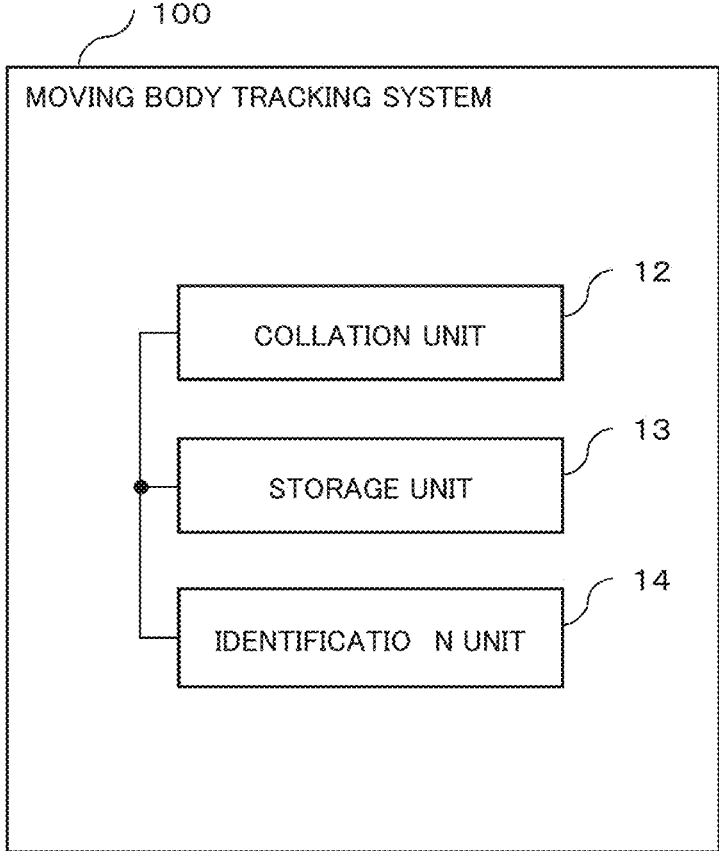 100
MOVING BODY TRACKING SYSTEM
12
COLLATION UNIT
13
STORAGE UNIT
14
IDENTIFICATIO N UNIT